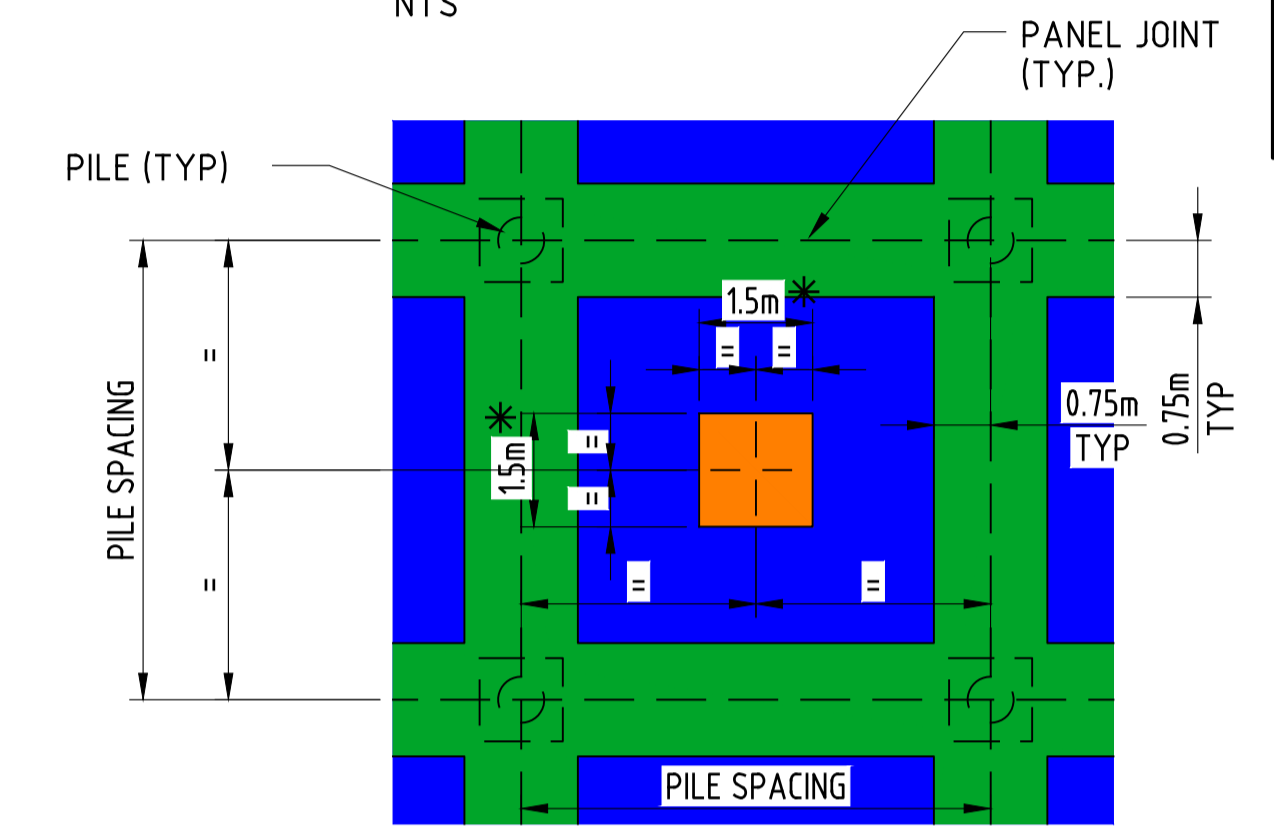 NTS
PANEL JOINT
(TYP.)
PILE (TYP)
1.5m *
= =
=
PILE SPACING
*
1.5m
=
=
0.75m
TYP
0.75m
TYP
=
= =
PILE SPACING